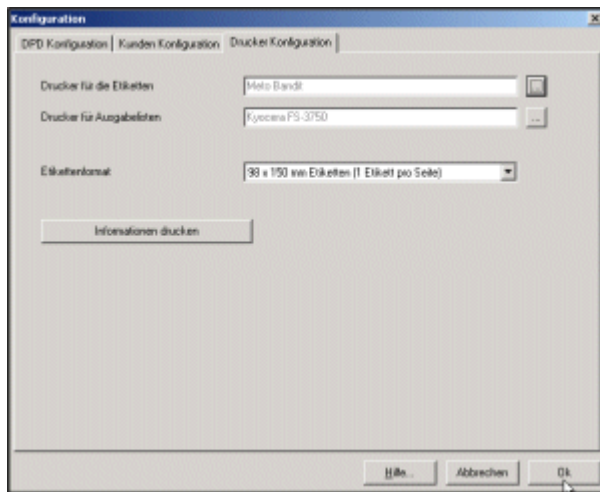 Konfiguration
DPD Konfiguration Kunden Konfiguration Drucker Konfiguration
Drucker für die Etiketten Meto Bandit ...
Drucker für Ausgabelisten Kyocera FS-3750 ...
Etikettenformat 98 x 150 mm Etiketten (1 Etikett pro Seite)
Informationen drucken
Hilfe... Abbrechen Ok